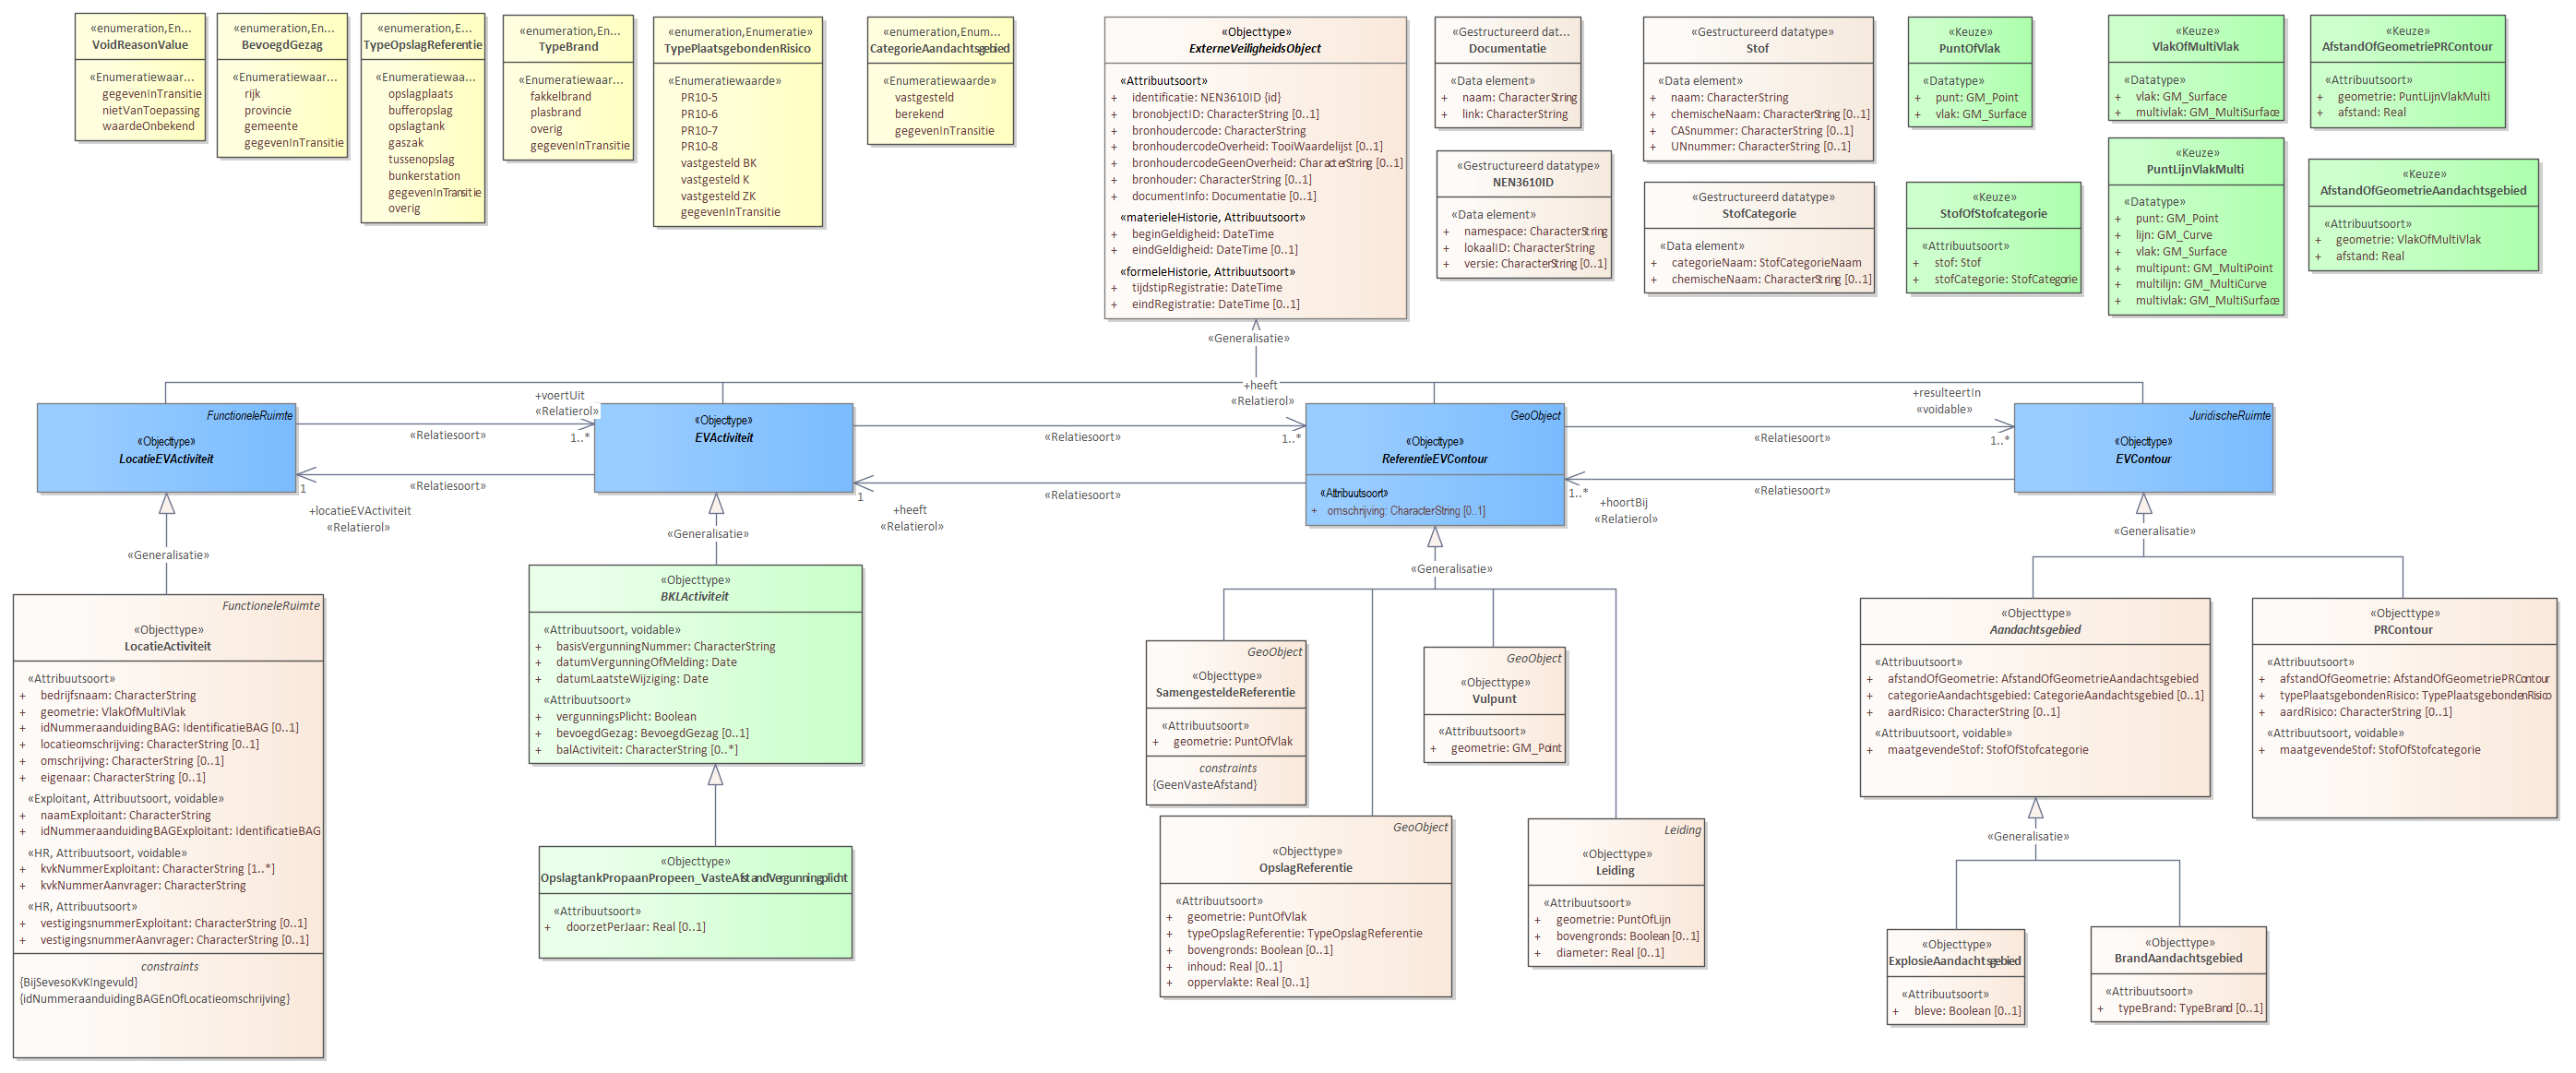 «enumeration,En...
VoidReasonValue
«Enumeratiewaar...
gegevenInTransitie
nietVanToepassing
waardeOnbekend
«enumeration,En...
BevoegdGezag
«Enumeratiewaar...
rijk
provincie
gemeente
gegevenInTransitie
«enumeration,En...
TypeOpslagReferentie
«Enumeratiewaa...
opslagplaats
bufferopslag
opslagtank
gaszak
tussenopslag
bunkerstation
gegevenInTransitie
overig
«enumeration,En...
TypeBrand
«Enumeratiewaar...
fakkelbrand
plasbrand
overig
gegevenInTransitie
«enumeration,Enumeratie»
TypePlaatsgebondenRisico
«Enumeratiewaarde»
PR10-5
PR10-6
PR10-7
PR10-8
vastgesteld BK
vastgesteld K
vastgesteld ZK
gegevenInTransitie
«enumeration,Enum...
CategorieAandachtsgebied
«Enumeratiewaarde»
vastgesteld
berekend
gegevenInTransitie
«Objecttype»
ExterneVeiligheidsObject
«Attribuutsoort»
+ identificatie: NEN3610ID {id}
+ bronobjectID: CharacterString [0..1]
+ bronhoudercode: CharacterString
+ bronhoudercodeOverheid: TooiWaardelijst [0..1]
+ bronhoudercodeGeenOverheid: CharacterString [0..1]
+ bronhouder: CharacterString [0..1]
+ documentInfo: Documentatie [0..1]
«materieleHistorie, Attribuutsoort»
+ beginGeldigheid: DateTime
+ eindGeldigheid: DateTime [0..1]
«formeleHistorie, Attribuutsoort»
+ tijdstipRegistratie: DateTime
+ eindRegistratie: DateTime [0..1]
«Gestructureerd dat...
Documentatie
«Data element»
+ naam: CharacterString
+ link: CharacterString
«Gestructureerd datatype»
NEN3610ID
«Data element»
+ namespace: CharacterString
+ lokaalID: CharacterString
+ versie: CharacterString [0..1]
«Gestructureerd datatype»
Stof
«Data element»
+ naam: CharacterString
+ chemischeNaam: CharacterString [0..1]
+ CASnummer: CharacterString [0..1]
+ UNnummer: CharacterString [0..1]
«Gestructureerd datatype»
StofCategorie
«Data element»
+ categorieNaam: StofCategorieNaam
+ chemischeNaam: CharacterString [0..1]
«Keuze»
PuntOfVlak
«Datatype»
+ punt: GM_Point
+ vlak: GM_Surface
«Keuze»
StofOfStofcategorie
«Attribuutsoort»
+ stof: Stof
+ stofCategorie: StofCategorie
«Keuze»
VlakOfMultiVlak
«Datatype»
+ vlak: GM_Surface
+ multivlak: GM_MultiSurface
«Keuze»
PuntLijnVlakMulti
«Datatype»
+ punt: GM_Point
+ lijn: GM_Curve
+ vlak: GM_Surface
+ multipunt: GM_MultiPoint
+ multilijn: GM_MultiCurve
+ multivlak: GM_MultiSurface
«Keuze»
AfstandOfGeometriePRContour
«Attribuutsoort»
+ geometrie: PuntLijnVlakMulti
+ afstand: Real
«Keuze»
AfstandOfGeometrieAandachtsgebied
«Attribuutsoort»
+ geometrie: VlakOfMultiVlak
+ afstand: Real
«Generalisatie»
FunctioneleRuimte
«Objecttype»
LocatieEVActiviteit
+voertUit
«Relatierol»
1..*
«Relatiesoort»
«Relatiesoort»
1
+locatieEVActiviteit
«Relatierol»
«Objecttype»
EVActiviteit
+heeft
«Relatierol»
1..*
«Relatiesoort»
«Relatiesoort»
1
+heeft
«Relatierol»
GeoObject
«Objecttype»
ReferentieEVContour
«Attribuutsoort»
+ omschrijving: CharacterString [0..1]
+resulteertIn
«voidable»
1..*
«Relatiesoort»
«Relatiesoort»
1..*
+hoortBij
«Relatierol»
JuridischeRuimte
«Objecttype»
EVContour
«Generalisatie»
«Generalisatie»
«Generalisatie»
«Generalisatie»
FunctioneleRuimte
«Objecttype»
LocatieActiviteit
«Attribuutsoort»
+ bedrijfsnaam: CharacterString
+ geometrie: VlakOfMultiVlak
+ idNummeraanduidingBAG: IdentificatieBAG [0..1]
+ locatieomschrijving: CharacterString [0..1]
+ omschrijving: CharacterString [0..1]
+ eigenaar: CharacterString [0..1]
«Exploitant, Attribuutsoort, voidable»
+ naamExploitant: CharacterString
+ idNummeraanduidingBAGExploitant: IdentificatieBAG
«HR, Attribuutsoort, voidable»
+ kvkNummerExploitant: CharacterString [1..*]
+ kvkNummerAanvrager: CharacterString
«HR, Attribuutsoort»
+ vestigingsnummerExploitant: CharacterString [0..1]
+ vestigingsnummerAanvrager: CharacterString [0..1]
constraints
{BijSevesoKvKIngevuld}
{idNummeraanduidingBAGEnOfLocatieomschrijving}
«Objecttype»
BKLActiviteit
«Attribuutsoort, voidable»
+ basisVergunningNummer: CharacterString
+ datumVergunningOfMelding: Date
+ datumLaatsteWijziging: Date
«Attribuutsoort»
+ vergunningsPlicht: Boolean
+ bevoegdGezag: BevoegdGezag [0..1]
+ balActiviteit: CharacterString [0..*]
«Objecttype»
OpslagtankPropaanPropeen_VasteAfstandVergunningplicht
«Attribuutsoort»
+ doorzetPerJaar: Real [0..1]
GeoObject
«Objecttype»
SamengesteldeReferentie
«Attribuutsoort»
+ geometrie: PuntOfVlak
constraints
{GeenVasteAfstand}
GeoObject
«Objecttype»
Vulpunt
«Attribuutsoort»
+ geometrie: GM_Point
GeoObject
«Objecttype»
OpslagReferentie
«Attribuutsoort»
+ geometrie: PuntOfVlak
+ typeOpslagReferentie: TypeOpslagReferentie
+ bovengronds: Boolean [0..1]
+ inhoud: Real [0..1]
+ oppervlakte: Real [0..1]
Leiding
«Objecttype»
Leiding
«Attribuutsoort»
+ geometrie: PuntOfLijn
+ bovengronds: Boolean [0..1]
+ diameter: Real [0..1]
«Objecttype»
Aandachtsgebied
«Attribuutsoort»
+ afstandOfGeometrie: AfstandOfGeometrieAandachtsgebied
+ categorieAandachtsgebied: CategorieAandachtsgebied [0..1]
+ aardRisico: CharacterString [0..1]
«Attribuutsoort, voidable»
+ maatgevendeStof: StofOfStofcategorie
«Objecttype»
PRContour
«Attribuutsoort»
+ afstandOfGeometrie: AfstandOfGeometriePRContour
+ typePlaatsgebondenRisico: TypePlaatsgebondenRisico
+ aardRisico: CharacterString [0..1]
«Attribuutsoort, voidable»
+ maatgevendeStof: StofOfStofcategorie
«Generalisatie»
«Objecttype»
ExplosieAandachtsgebied
«Attribuutsoort»
+ bleve: Boolean [0..1]
«Objecttype»
BrandAandachtsgebied
«Attribuutsoort»
+ typeBrand: TypeBrand [0..1]